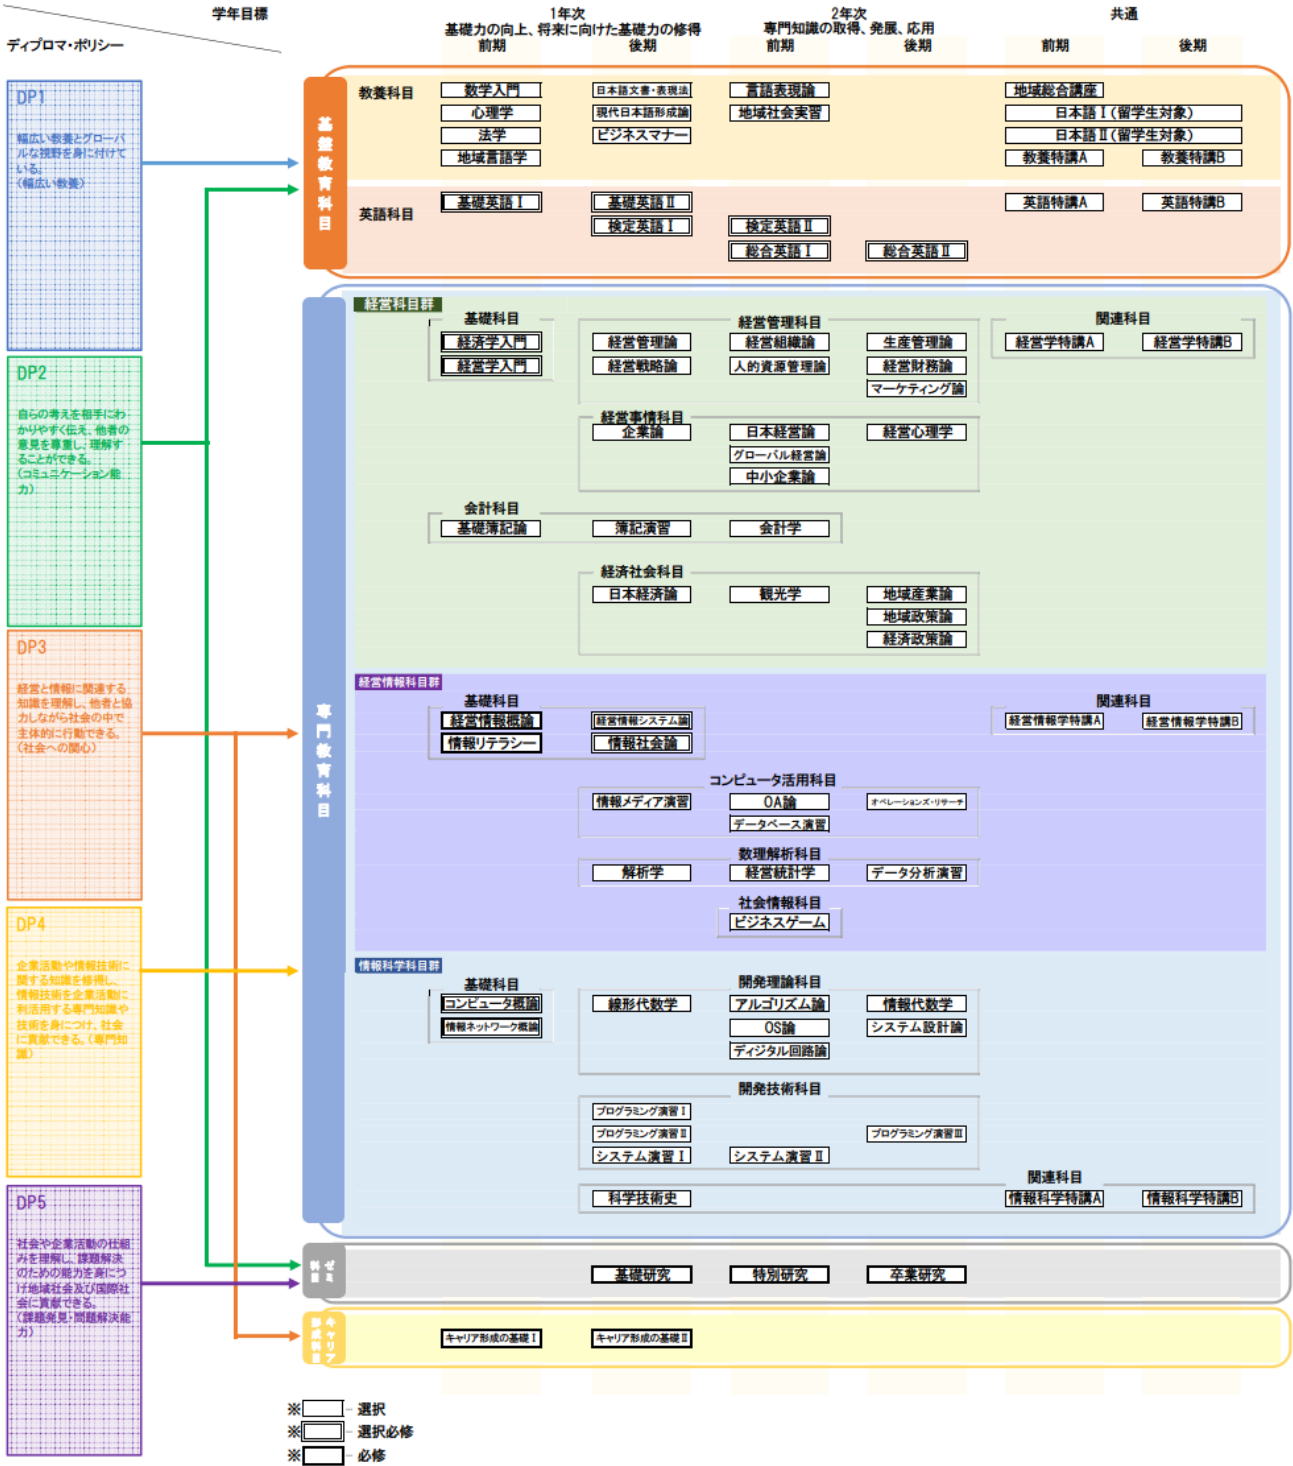 学年目標
1年次
2年次
共通
基礎力の向上、将来に向けた基礎力の修得
専門知識の取得、発展、応用
ディプロマ・ポリシー
前期
後期
前期
後期
前期
後期
DP1
幅広い教養とグローバ
ルな視野を身に付けて
いる。
(幅広い教養)
DP2
自らの考えを相手にわ
かりやすく伝え、他者の
意見を尊重し、理解す
ることができる。
(コミュニケーション能
力)
DP3
経営と情報に関連する
知識を理解し、他者と協
力しながら社会の中で
主体的に行動できる。
(社会への関心)
DP4
企業活動や情報技術に
関する知識を修得し、
情報技術を企業活動に
利活用する専門知識や
技術を身につけ、社会
に貢献できる。(専門知
識)
DP5
社会や企業活動の仕組
みを理解し、課題解決
のための能力を身につ
け地域社会及び国際社
会に貢献できる。
(課題発見・問題解決能
力)
基盤教育科目
教養科目
数学入門
日本語文書・表現法
言語表現論
地域総合講座
心理学
現代日本語形成論
地域社会実習
日本語Ⅰ(留学生対象)
法学
ビジネスマナー
日本語Ⅱ(留学生対象)
地域言語学
教養特講A
教養特講B
英語科目
基礎英語Ⅰ
基礎英語Ⅱ
英語特講A
英語特講B
検定英語Ⅰ
検定英語Ⅱ
総合英語Ⅰ
総合英語Ⅱ
専門教育科目
経営科目群
基礎科目
経営管理科目
関連科目
経済学入門
経営管理論
経営組織論
生産管理論
経営学特講A
経営学特講B
経営学入門
経営戦略論
人的資源管理論
経営財務論
マーケティング論
経営事情科目
企業論
日本経営論
経営心理学
グローバル経営論
中小企業論
会計科目
基礎簿記論
簿記演習
会計学
経済社会科目
日本経済論
観光学
地域産業論
地域政策論
経済政策論
経営情報科目群
基礎科目
関連科目
経営情報概論
経営情報システム論
経営情報学特講A
経営情報学特講B
情報リテラシー
情報社会論
コンピュータ活用科目
情報メディア演習
OA論
オペレーションズ・リサーチ
データベース演習
数理解析科目
解析学
経営統計学
データ分析演習
社会情報科目
ビジネスゲーム
情報科学科目群
基礎科目
開発理論科目
コンピュータ概論
線形代数学
アルゴリズム論
情報代数学
情報ネットワーク概論
OS論
システム設計論
ディジタル回路論
開発技術科目
プログラミング演習Ⅰ
プログラミング演習Ⅱ
プログラミング演習Ⅲ
システム演習Ⅰ
システム演習Ⅱ
関連科目
科学技術史
情報科学特講A
情報科学特講B
ゼミ科目
基礎研究
特別研究
卒業研究
キャリア形成科目
キャリア形成の基礎Ⅰ
キャリア形成の基礎Ⅱ
※ - 選択
※ - 選択必修
※ - 必修